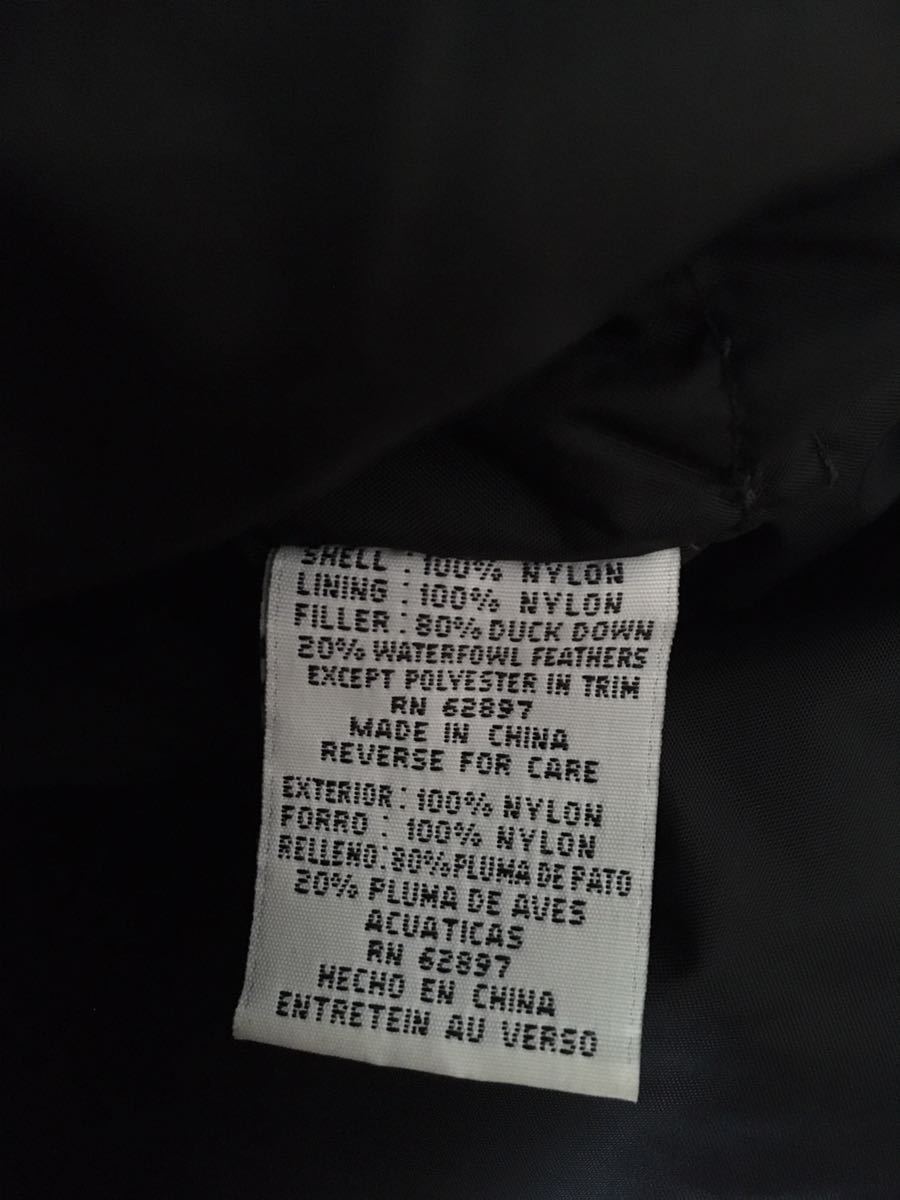 SHELL : 100% NYLON
LINING : 100% NYLON
FILLER : 80% DUCK DOWN
20% WATERFOWL FEATHERS
EXCEPT POLYESTER IN TRIM
RN 62897
MADE IN CHINA
REVERSE FOR CARE
EXTERIOR : 100% NYLON
FORRO : 100% NYLON
RELLENO : 80% PLUMA DE PATO
20% PLUMA DE AVES
ACUATICAS
RN 62897
HECHO EN CHINA
ENTRETEIN AU VERSO